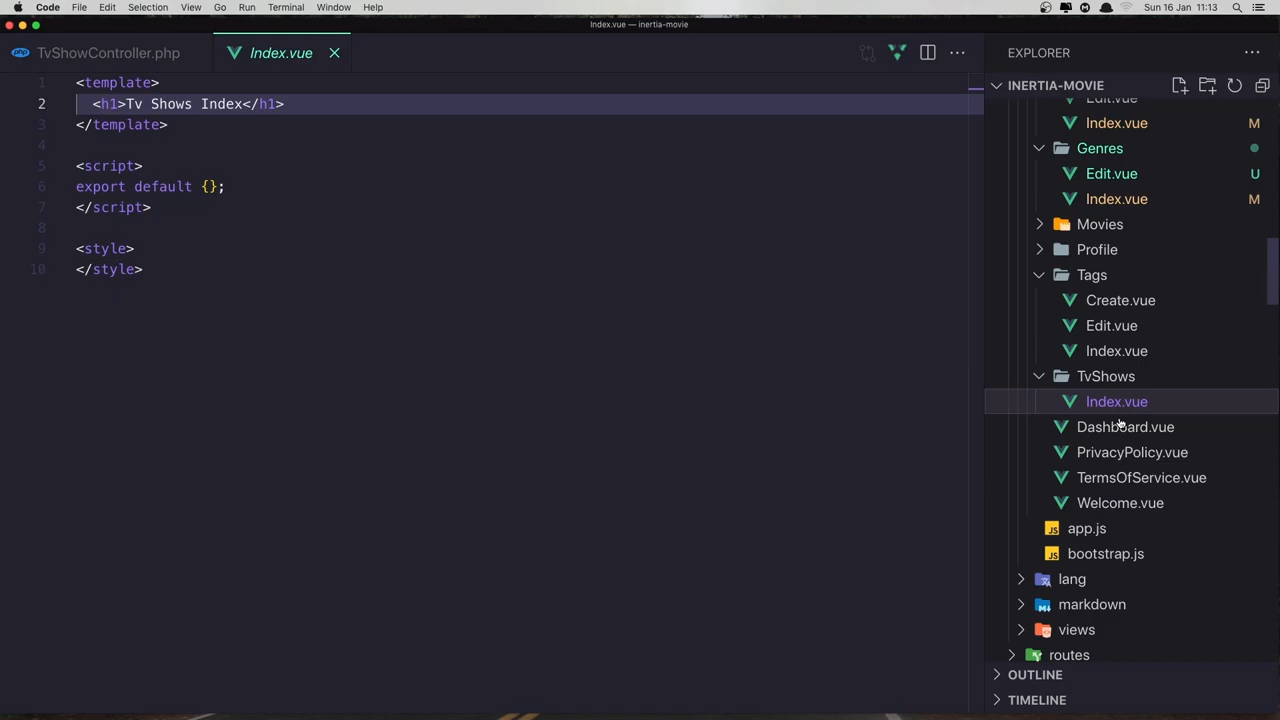 Code File Edit Selection View Go Run Terminal Window Help Sun 16 Jan 11:13
Index.vue — inertia-movie
TvShowController.php Index.vue
EXPLORER
INERTIA-MOVIE
1 <template>
2 <h1>Tv Shows Index</h1>
3 </template>
4
5 <script>
6 export default {};
7 </script>
8
9 <style>
10 </style>
Edit.vue
Index.vue M
Genres
Edit.vue U
Index.vue M
Movies
Profile
Tags
Create.vue
Edit.vue
Index.vue
TvShows
Index.vue
Dashboard.vue
PrivacyPolicy.vue
TermsOfService.vue
Welcome.vue
JS app.js
JS bootstrap.js
lang
markdown
views
routes
OUTLINE
TIMELINE